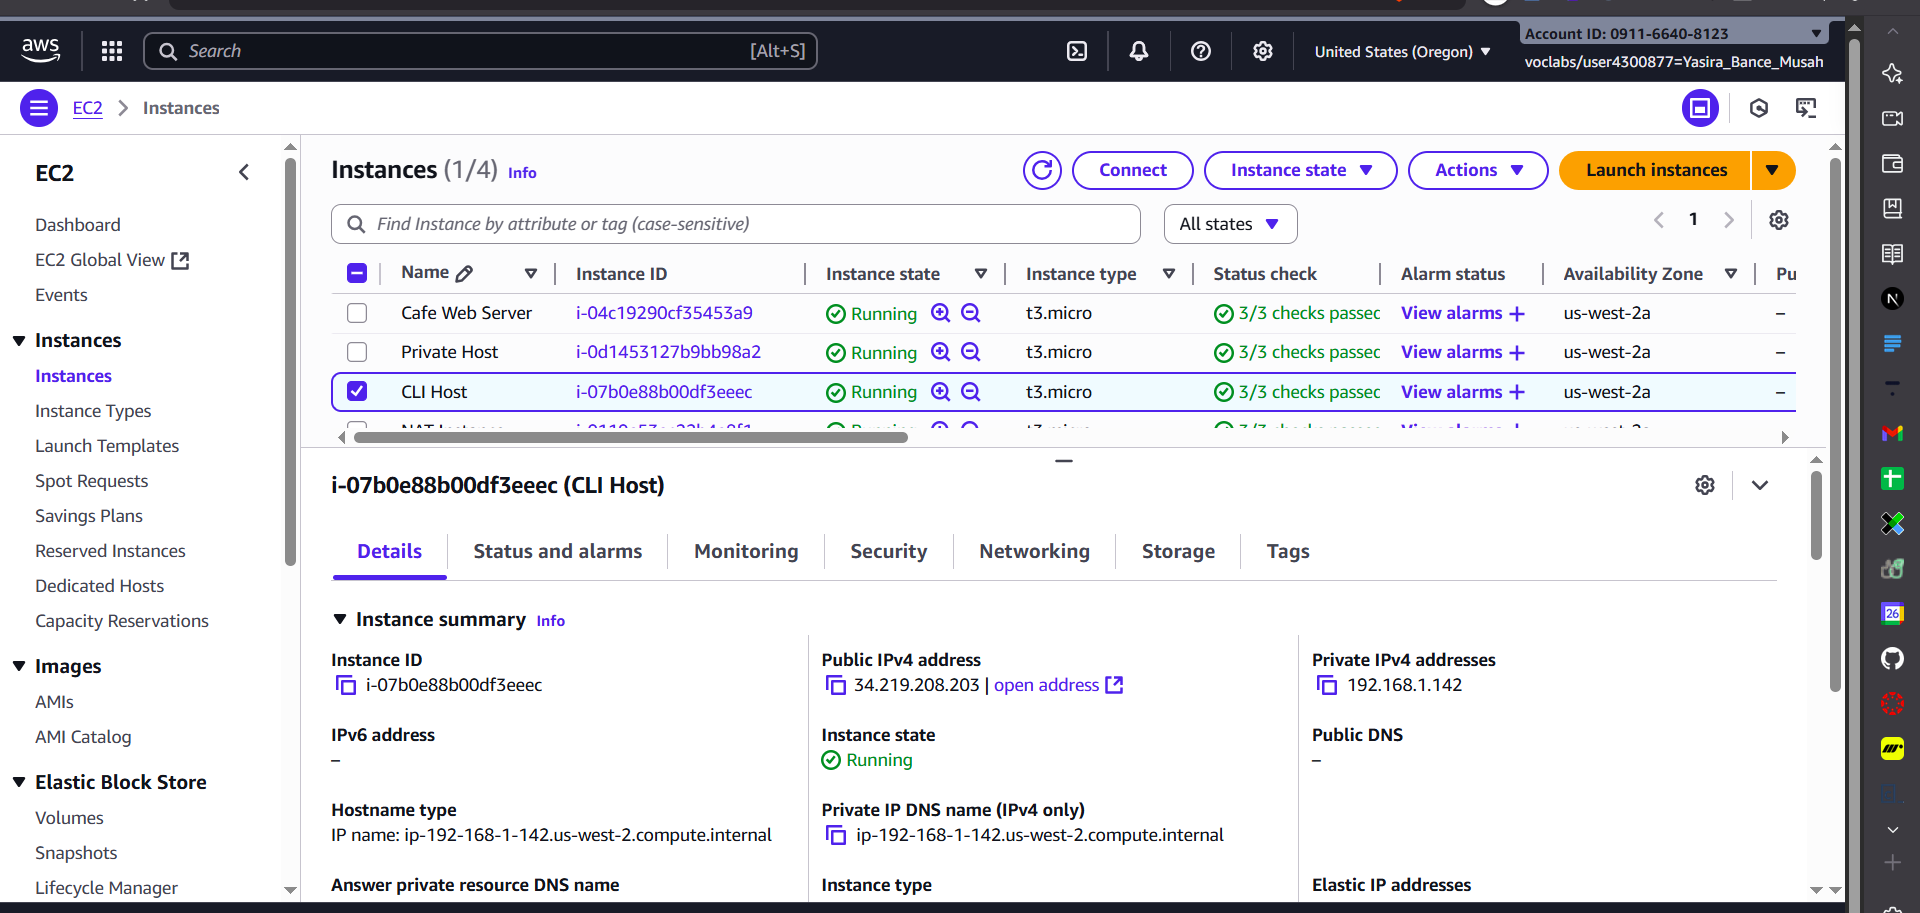 aws
Search [Alt+S]
United States (Oregon)
Account ID: 0911-6640-8123
voclabs/user4300877=Yasira_Bance_Musah
EC2 Instances
EC2
Dashboard
EC2 Global View
Events
Instances
Instances
Instance Types
Launch Templates
Spot Requests
Savings Plans
Reserved Instances
Dedicated Hosts
Capacity Reservations
Images
AMIs
AMI Catalog
Elastic Block Store
Volumes
Snapshots
Lifecycle Manager
Instances (1/4) Info
Connect
Instance state
Actions
Launch instances
Find Instance by attribute or tag (case-sensitive)
All states
1
Name Instance ID Instance state Instance type Status check Alarm status Availability Zone Pu
Cafe Web Server i-04c19290cf35453a9 Running t3.micro 3/3 checks passed View alarms + us-west-2a –
Private Host i-0d1453127b9bb98a2 Running t3.micro 3/3 checks passed View alarms + us-west-2a –
CLI Host i-07b0e88b00df3eeec Running t3.micro 3/3 checks passed View alarms + us-west-2a –
i-07b0e88b00df3eeec (CLI Host)
Details Status and alarms Monitoring Security Networking Storage Tags
Instance summary Info
Instance ID
i-07b0e88b00df3eeec
Public IPv4 address
34.219.208.203 | open address
Private IPv4 addresses
192.168.1.142
IPv6 address
–
Instance state
Running
Public DNS
–
Hostname type
IP name: ip-192-168-1-142.us-west-2.compute.internal
Private IP DNS name (IPv4 only)
ip-192-168-1-142.us-west-2.compute.internal
Answer private resource DNS name
Instance type
Elastic IP addresses
N
26